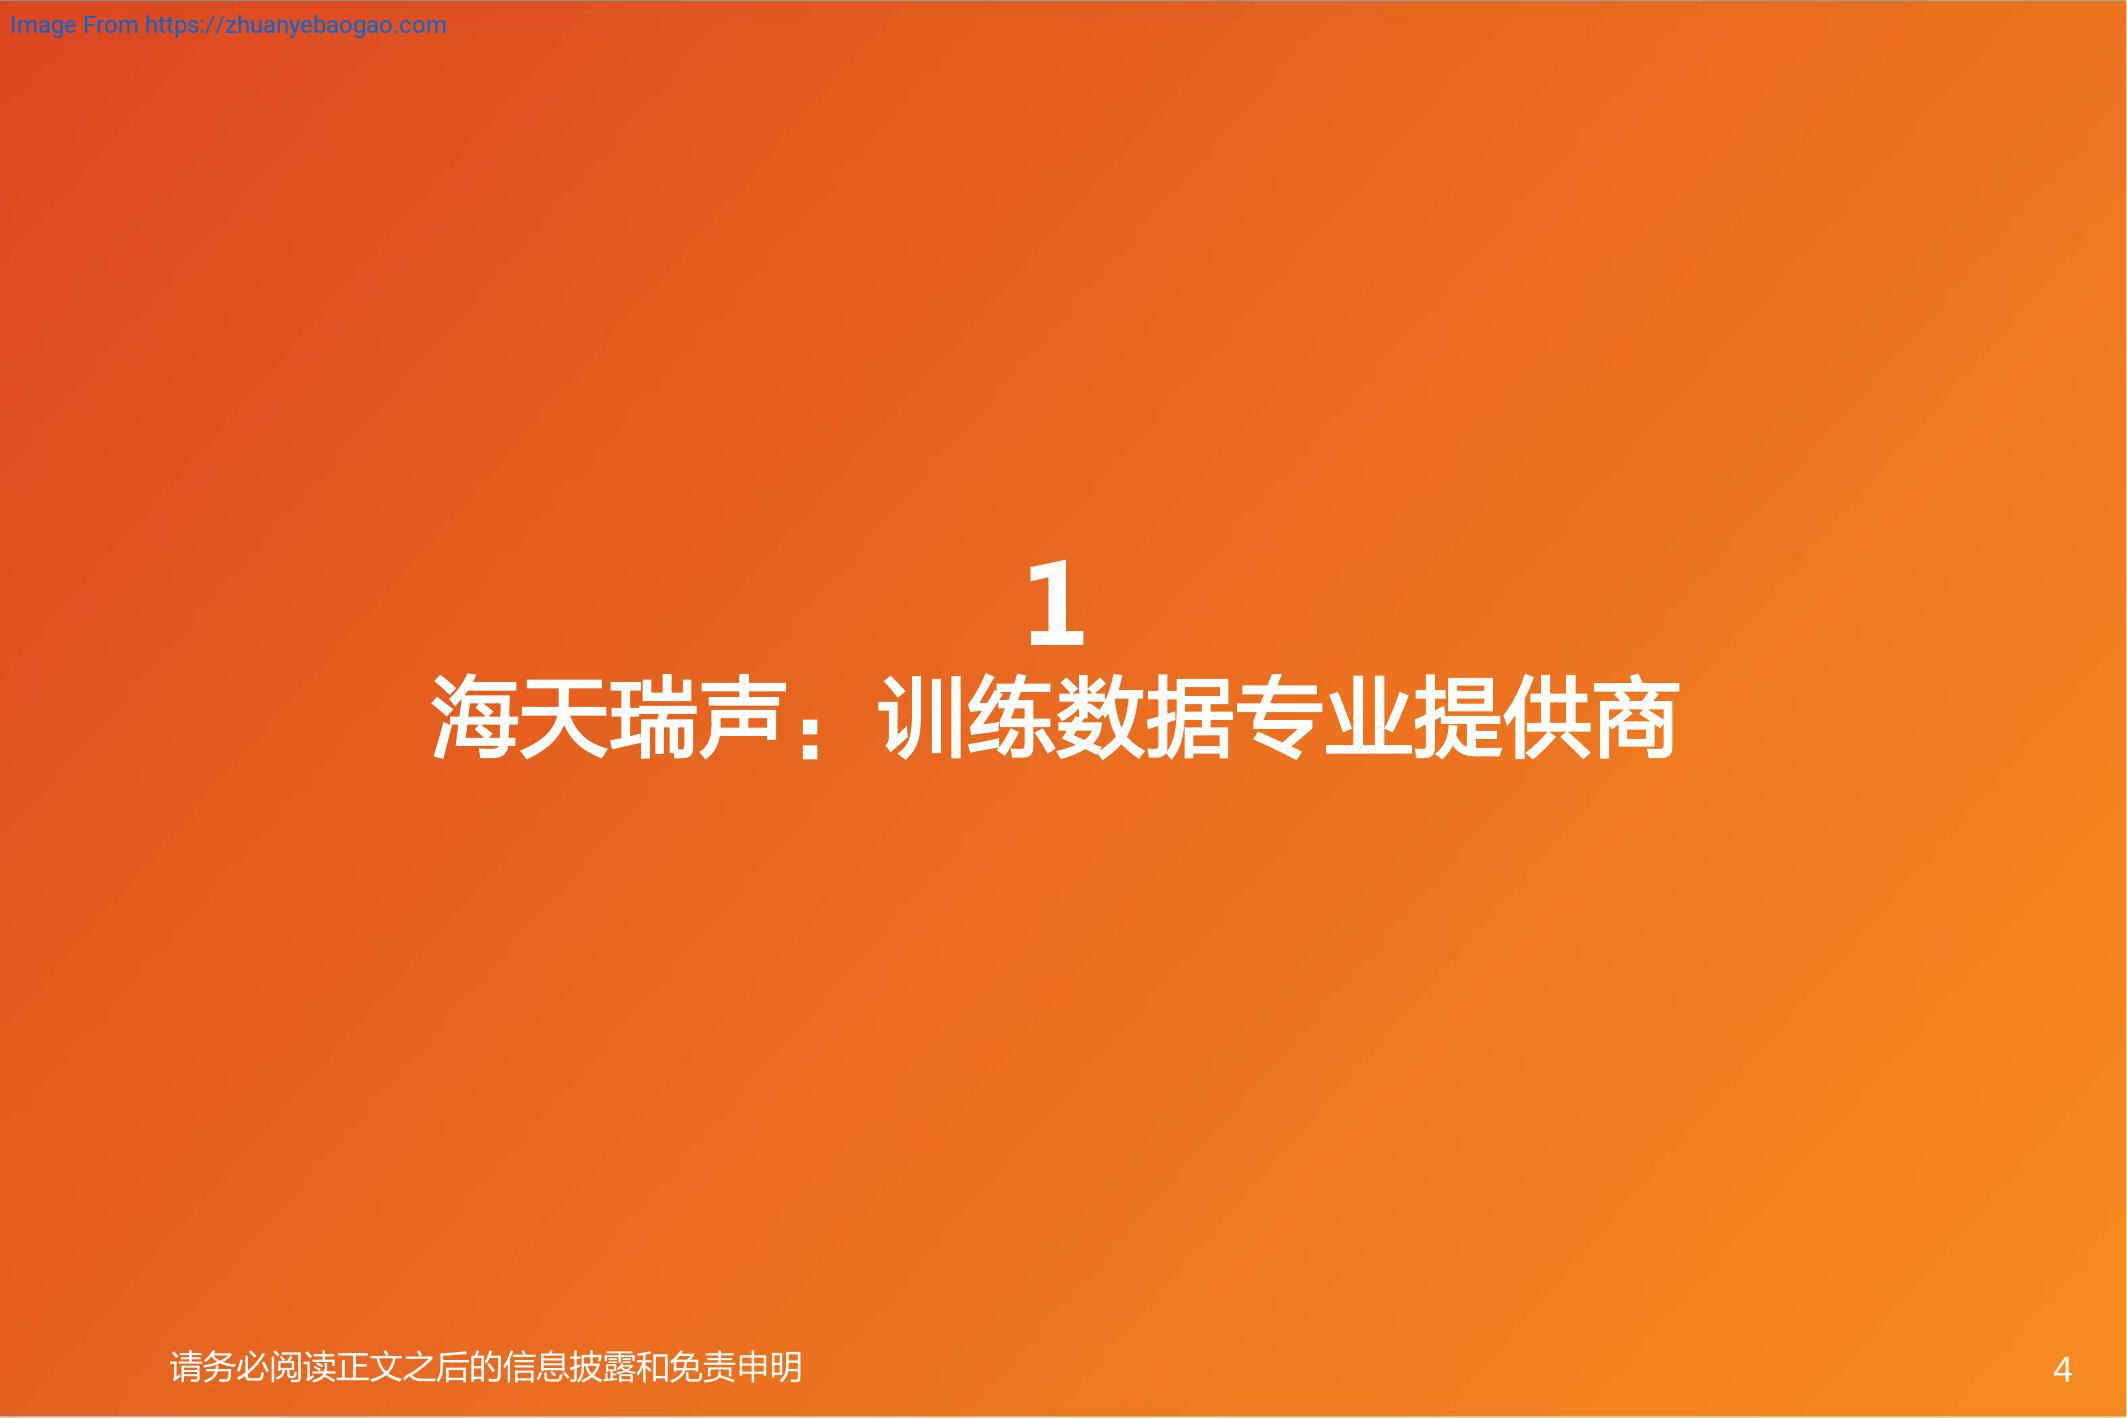 Image From https://zhuanyebaogao.com
1
海天瑞声：训练数据专业提供商
请务必阅读正文之后的信息披露和免责申明
4